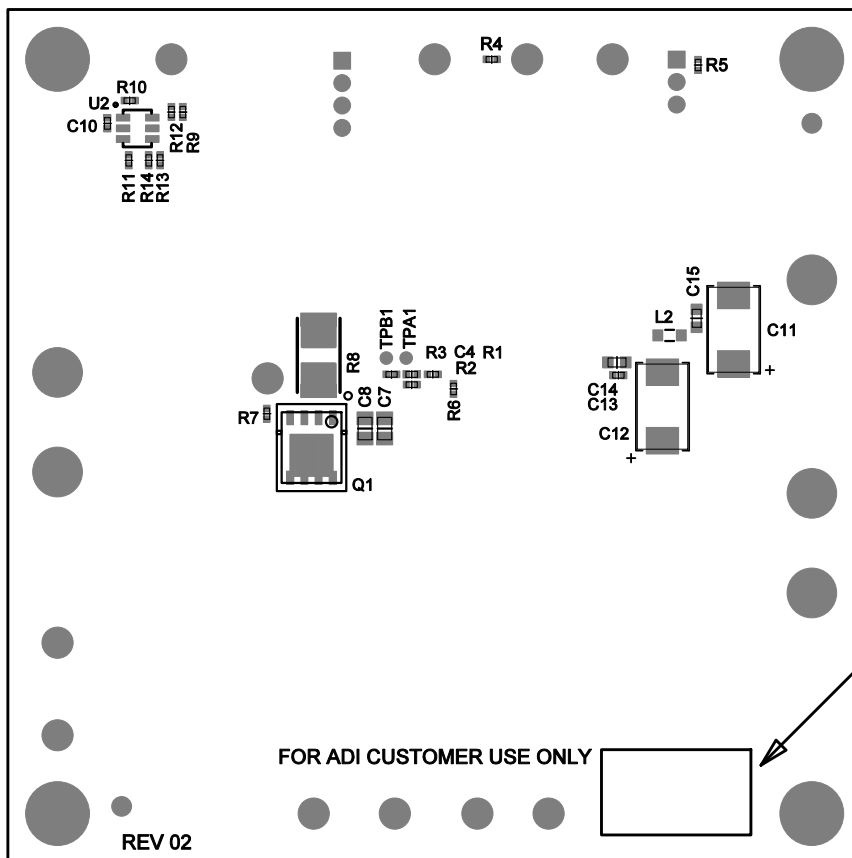 R4
R5
R10
U2
C10
R12
R9
R11
R14
R13
C15
L2
C11
+
TPB1
TPA1
R8
R3 C4 R1
R2
C14
C13
R7
C8
C7
R6
C12
+
Q1
FOR ADI CUSTOMER USE ONLY
REV 02